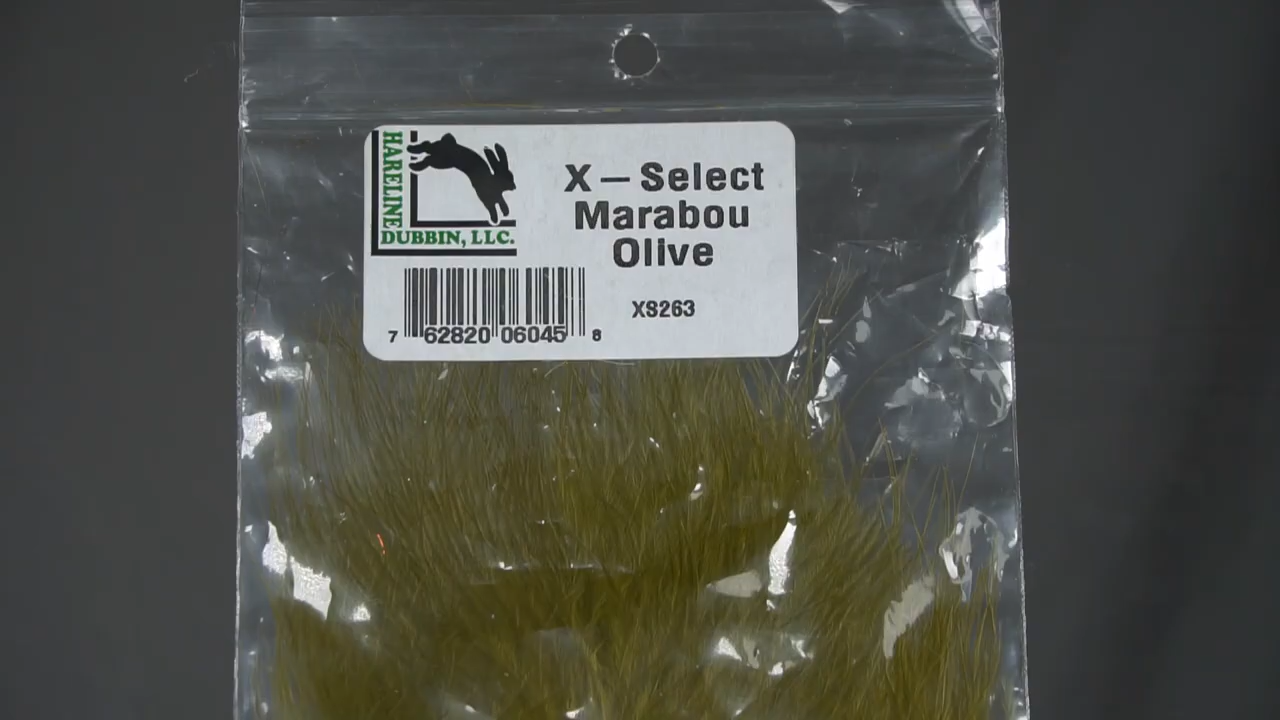 HARELINE
DUBBIN, LLC.
X – Select
Marabou
Olive
XS263
7 62820 06045 8